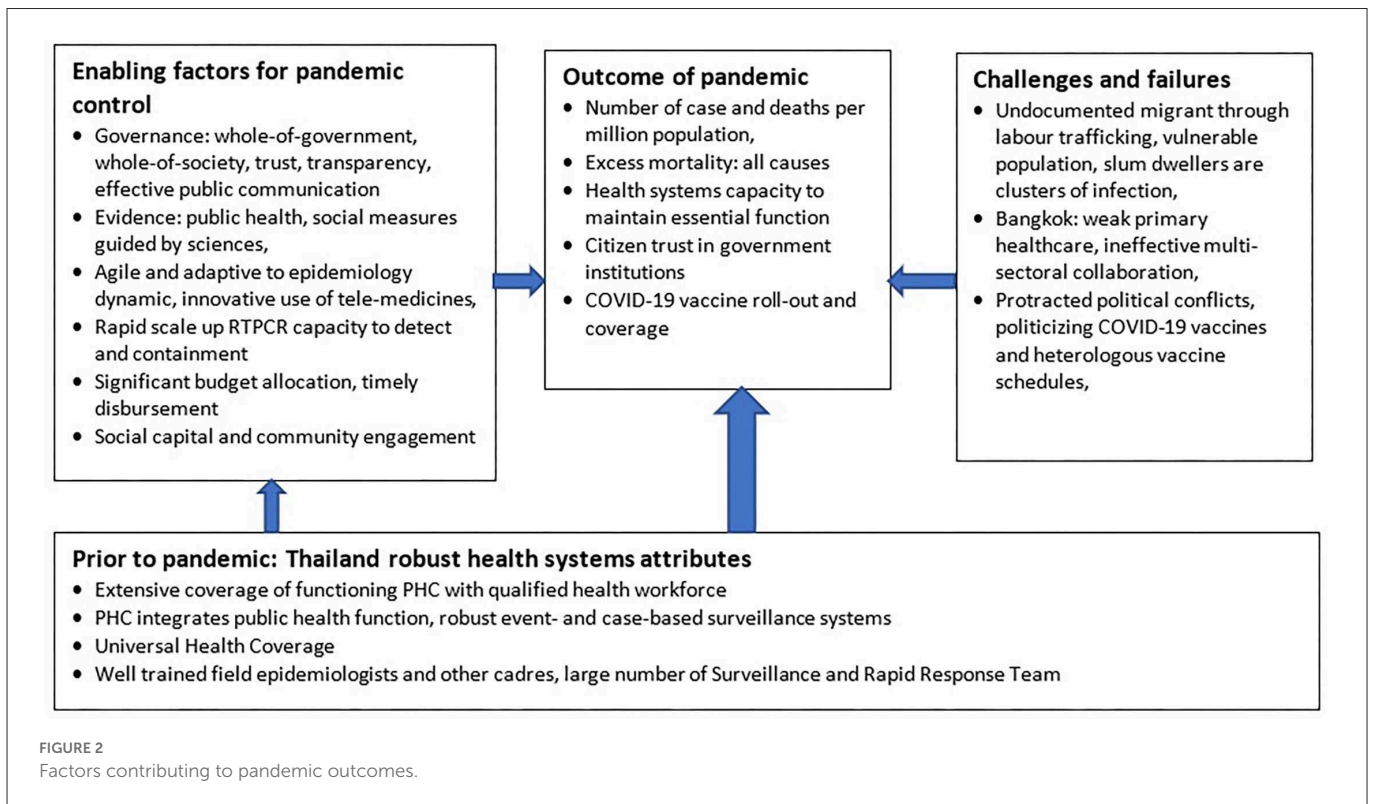 Enabling factors for pandemic
control
• Governance: whole-of-government,
whole-of-society, trust, transparency,
effective public communication
• Evidence: public health, social measures
guided by sciences,
• Agile and adaptive to epidemiology
dynamic, innovative use of tele-medicines,
• Rapid scale up RTPCR capacity to detect
and containment
• Significant budget allocation, timely
disbursement
• Social capital and community engagement
Outcome of pandemic
• Number of case and deaths per
million population,
• Excess mortality: all causes
• Health systems capacity to
maintain essential function
• Citizen trust in government
institutions
• COVID-19 vaccine roll-out and
coverage
Challenges and failures
• Undocumented migrant through
labour trafficking, vulnerable
population, slum dwellers are
clusters of infection,
• Bangkok: weak primary
healthcare, ineffective multi-
sectoral collaboration,
• Protracted political conflicts,
politicizing COVID-19 vaccines
and heterologous vaccine
schedules,
Prior to pandemic: Thailand robust health systems attributes
• Extensive coverage of functioning PHC with qualified health workforce
• PHC integrates public health function, robust event- and case-based surveillance systems
• Universal Health Coverage
• Well trained field epidemiologists and other cadres, large number of Surveillance and Rapid Response Team
FIGURE 2
Factors contributing to pandemic outcomes.